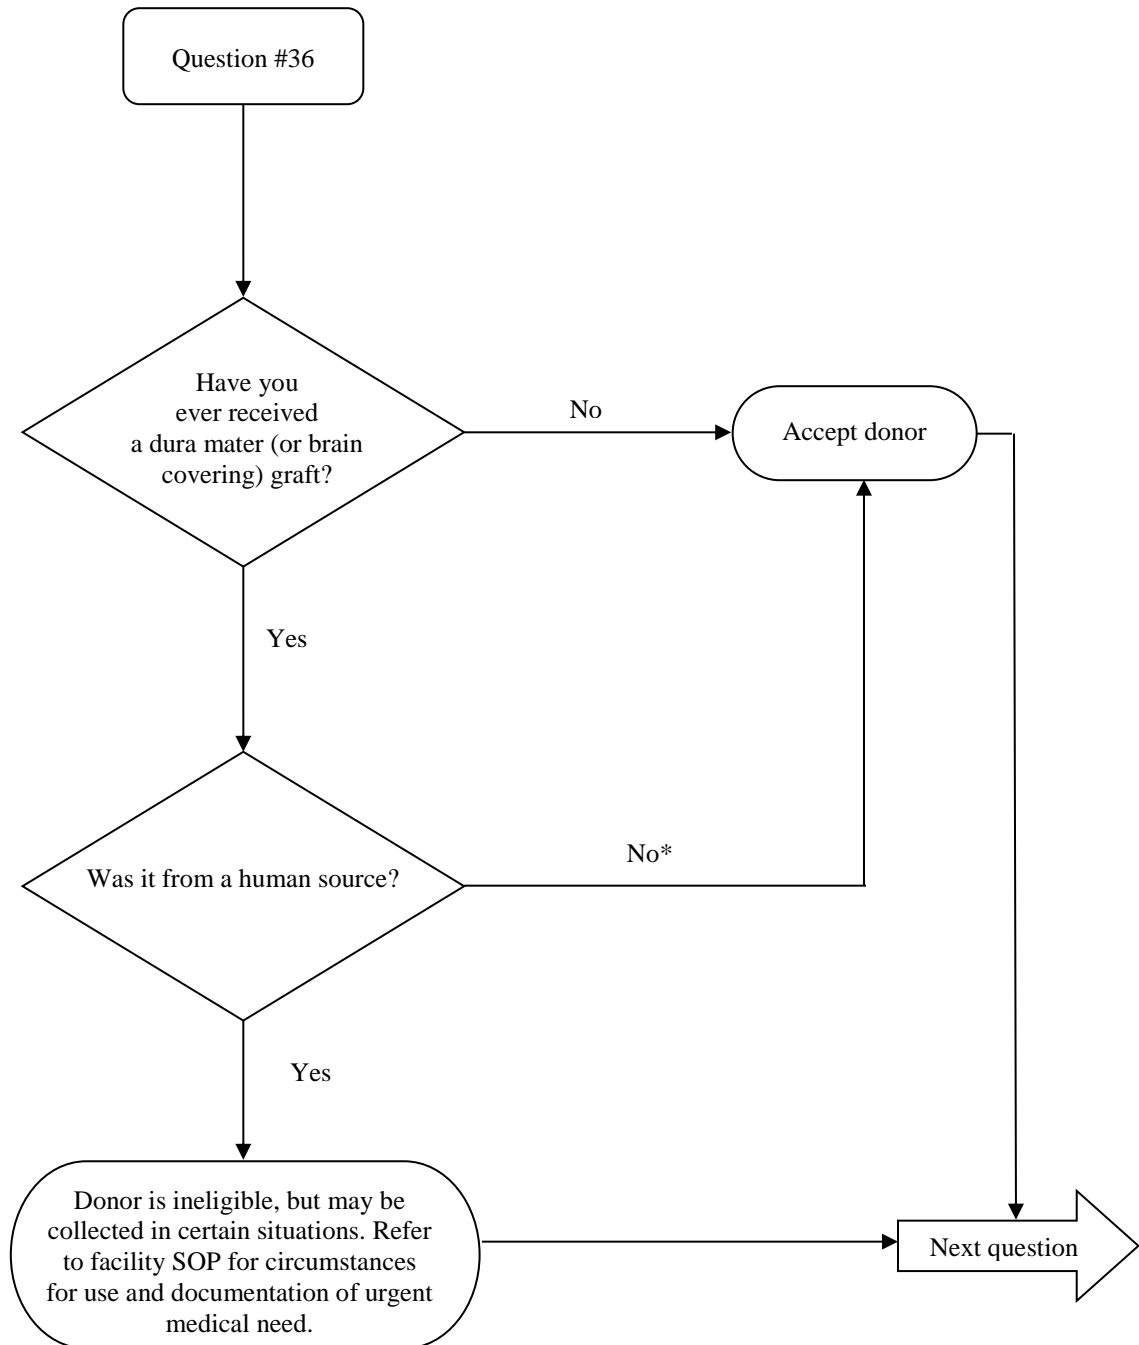 Question #36
Have you
ever received
a dura mater (or brain
covering) graft?
No
Accept donor
Yes
Was it from a human source?
No*
Yes
Donor is ineligible, but may be
collected in certain situations. Refer
to facility SOP for circumstances
for use and documentation of urgent
medical need.
Next question